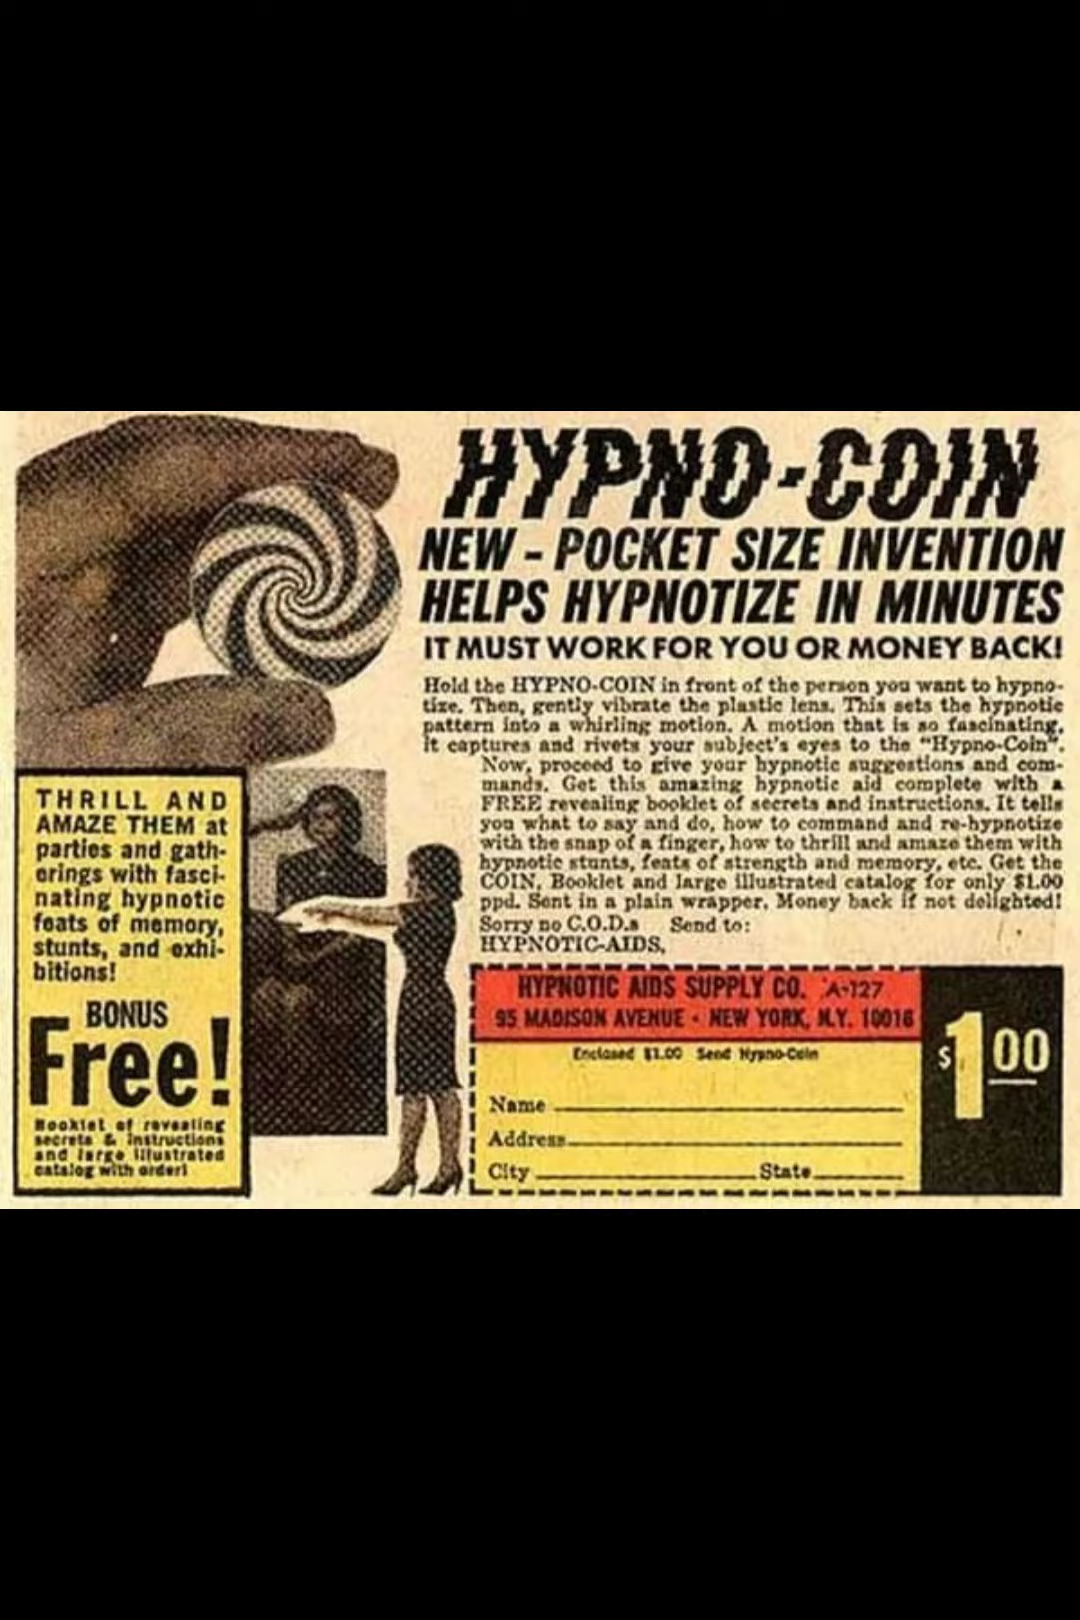 HYPNO-COIN
NEW - POCKET SIZE INVENTION
HELPS HYPNOTIZE IN MINUTES
IT MUST WORK FOR YOU OR MONEY BACK!
Hold the HYPNO-COIN in front of the person you want to hypno-
tize. Then, gently vibrate the plastic lens. This sets the hypnotic
pattern into a whirling motion. A motion that is so fascinating,
it captures and rivets your subject's eyes to the "Hypno-Coin".
Now, proceed to give your hypnotic suggestions and com-
mands. Get this amazing hypnotic aid complete with a
FREE revealing booklet of secrets and instructions. It tells
you what to say and do, how to command and re-hypnotize
with the snap of a finger, how to thrill and amaze them with
hypnotic stunts, feats of strength and memory, etc. Get the
COIN, Booklet and large illustrated catalog for only $1.00
ppd. Sent in a plain wrapper. Money back if not delighted!
Sorry no C.O.D.s Send to:
HYPNOTIC-AIDS,
THRILL AND
AMAZE THEM at
parties and gath-
erings with fasci-
nating hypnotic
feats of memory,
stunts, and exhi-
bitions!
BONUS
Free!
Booklet of revealing
secrets & instructions
and large illustrated
catalog with order!
HYPNOTIC AIDS SUPPLY CO. A-127
95 MADISON AVENUE - NEW YORK, N.Y. 10016
Enclosed $1.00 Send Hypno-Coin
Name
Address
City State
$1.00